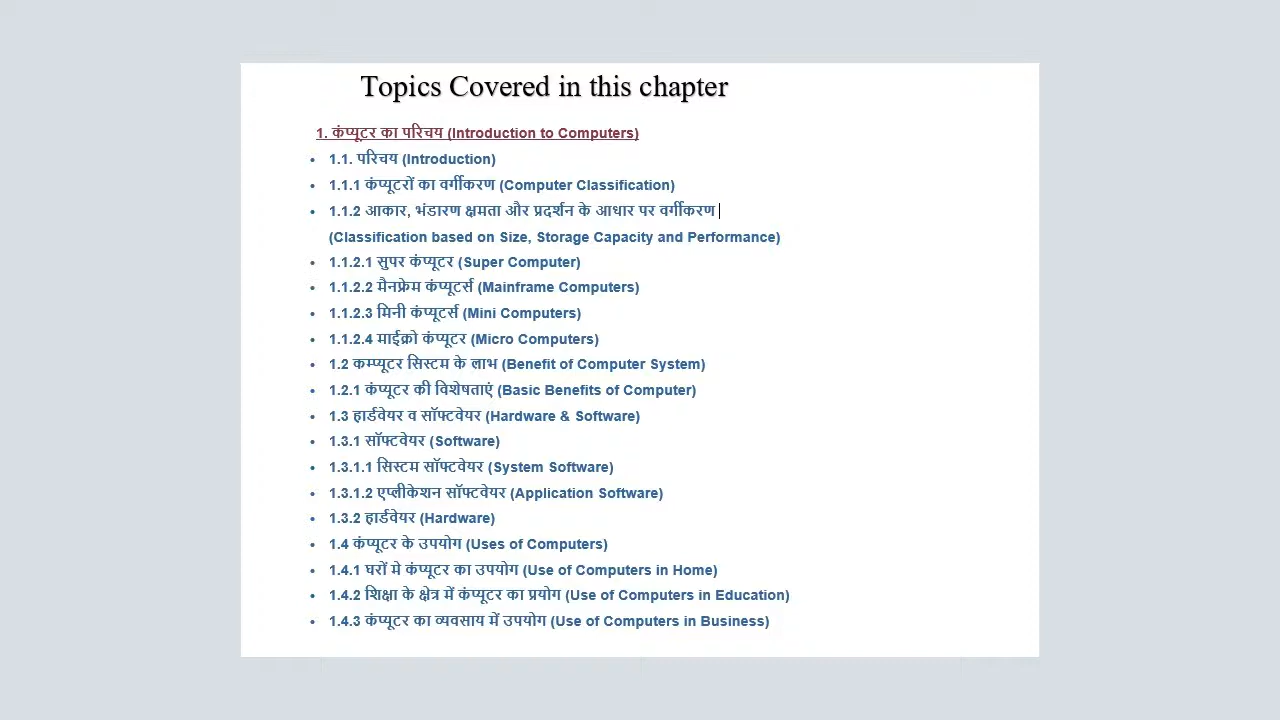 Topics Covered in this chapter
1. कंप्यूटर का परिचय (Introduction to Computers)
• 1.1. परिचय (Introduction)
• 1.1.1 कंप्यूटरों का वर्गीकरण (Computer Classification)
• 1.1.2 आकार, भंडारण क्षमता और प्रदर्शन के आधार पर वर्गीकरण
(Classification based on Size, Storage Capacity and Performance)
• 1.1.2.1 सुपर कंप्यूटर (Super Computer)
• 1.1.2.2 मैनफ्रेम कंप्यूटर्स (Mainframe Computers)
• 1.1.2.3 मिनी कंप्यूटर्स (Mini Computers)
• 1.1.2.4 माईक्रो कंप्यूटर (Micro Computers)
• 1.2 कम्प्यूटर सिस्टम के लाभ (Benefit of Computer System)
• 1.2.1 कंप्यूटर की विशेषताएं (Basic Benefits of Computer)
• 1.3 हार्डवेयर व सॉफ्टवेयर (Hardware & Software)
• 1.3.1 सॉफ्टवेयर (Software)
• 1.3.1.1 सिस्टम सॉफ्टवेयर (System Software)
• 1.3.1.2 एप्लीकेशन सॉफ्टवेयर (Application Software)
• 1.3.2 हार्डवेयर (Hardware)
• 1.4 कंप्यूटर के उपयोग (Uses of Computers)
• 1.4.1 घरों मे कंप्यूटर का उपयोग (Use of Computers in Home)
• 1.4.2 शिक्षा के क्षेत्र में कंप्यूटर का प्रयोग (Use of Computers in Education)
• 1.4.3 कंप्यूटर का व्यवसाय में उपयोग (Use of Computers in Business)